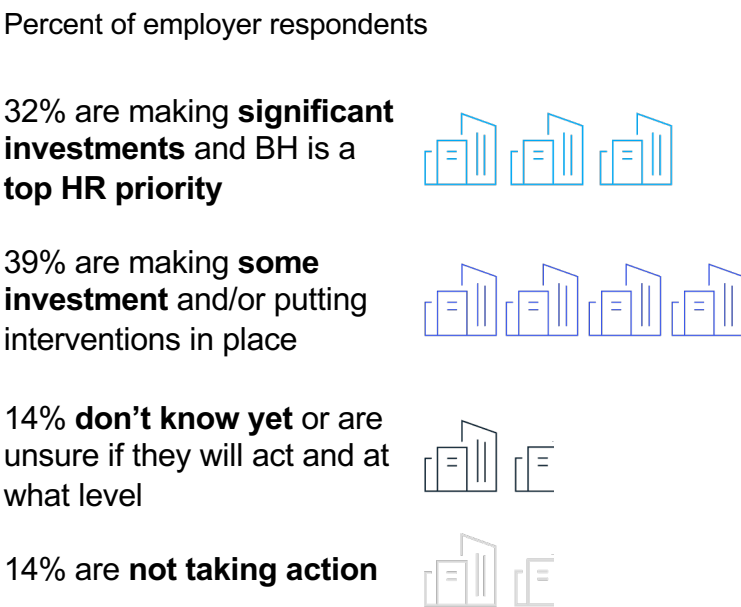 Percent of employer respondents
32% are making significant
investments and BH is a
top HR priority
39% are making some
investment and/or putting
interventions in place
14% don’t know yet or are
unsure if they will act and at
what level
14% are not taking action